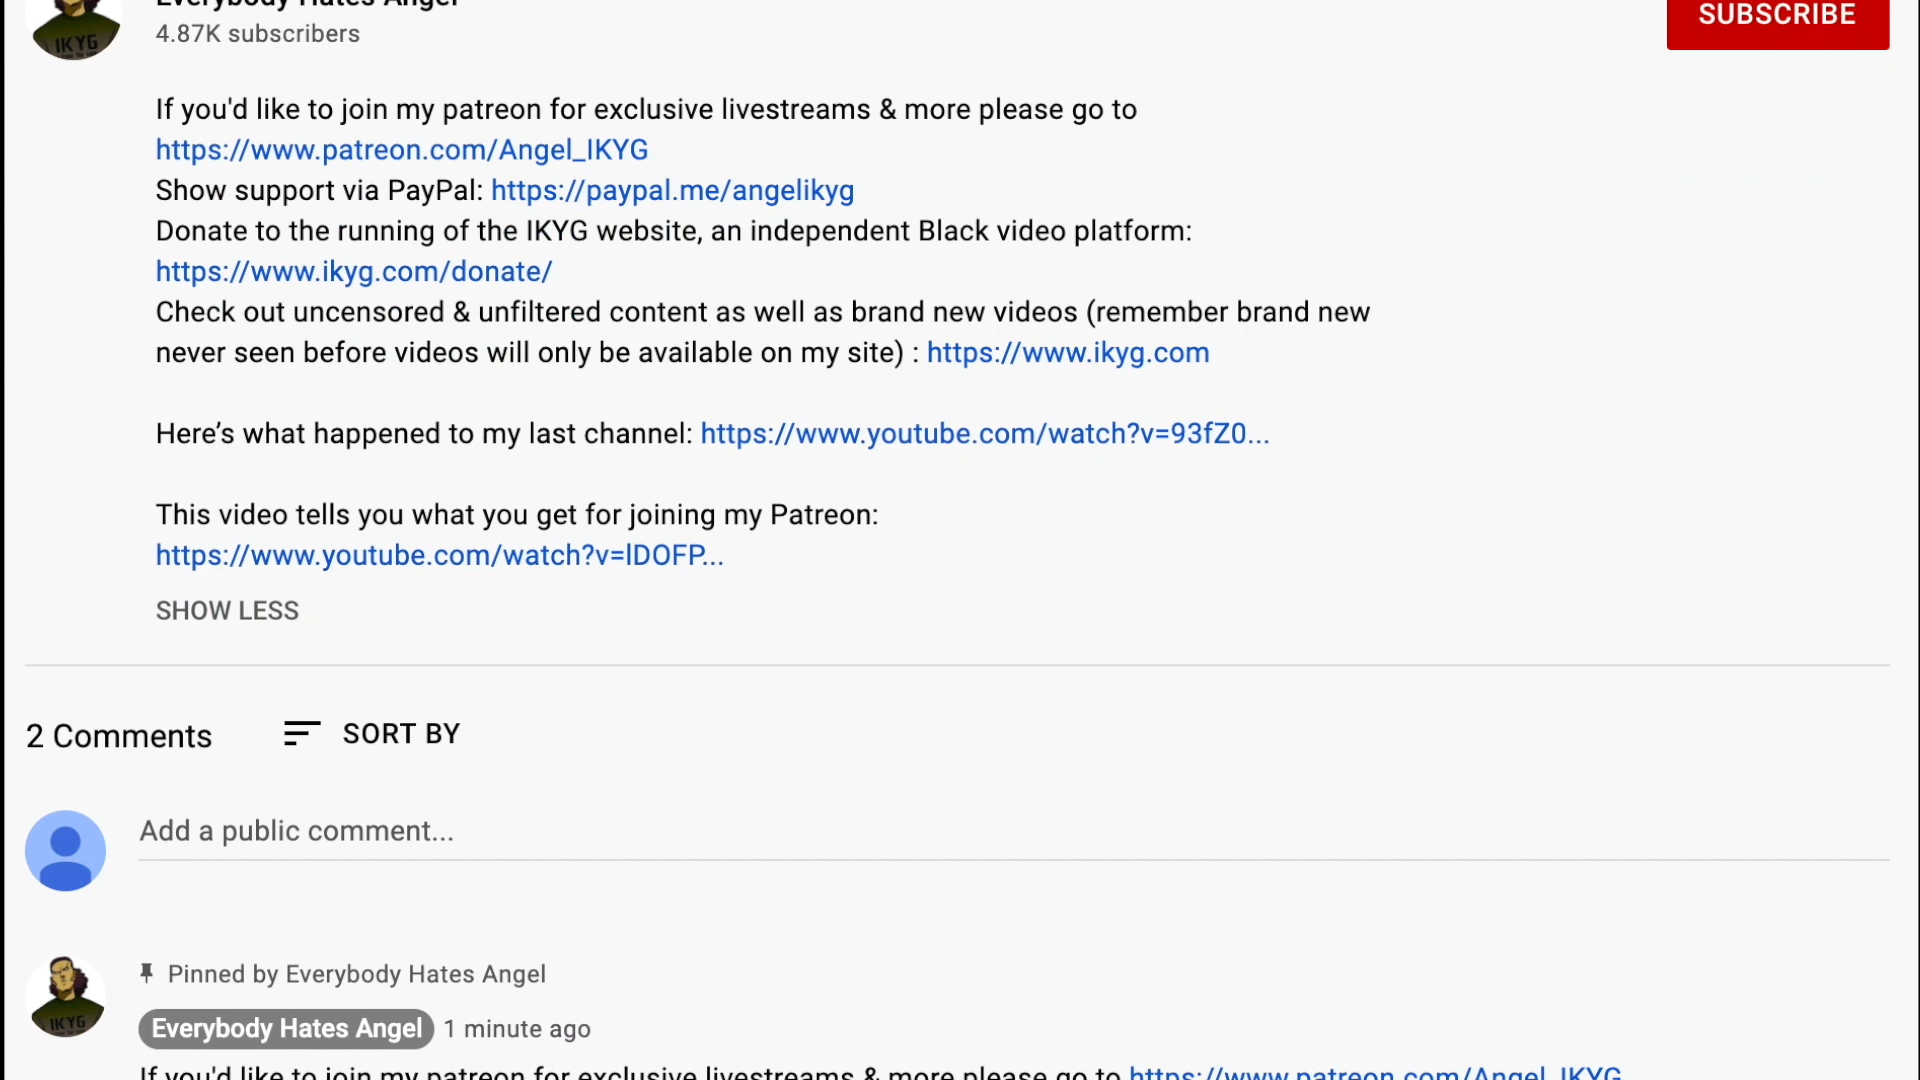 Everybody Hates Angel
4.87K subscribers
SUBSCRIBE
IKYG
If you'd like to join my patreon for exclusive livestreams & more please go to
https://www.patreon.com/Angel_IKYG
Show support via PayPal: https://paypal.me/angelikyg
Donate to the running of the IKYG website, an independent Black video platform:
https://www.ikyg.com/donate/
Check out uncensored & unfiltered content as well as brand new videos (remember brand new
never seen before videos will only be available on my site) : https://www.ikyg.com
Here’s what happened to my last channel: https://www.youtube.com/watch?v=93fZ0...
This video tells you what you get for joining my Patreon:
https://www.youtube.com/watch?v=lDOFP...
SHOW LESS
2 Comments SORT BY
Add a public comment...
Pinned by Everybody Hates Angel
IKYG
Everybody Hates Angel 1 minute ago
If you'd like to join my patreon for exclusive livestreams & more please go to https://www.patreon.com/Angel_IKYG